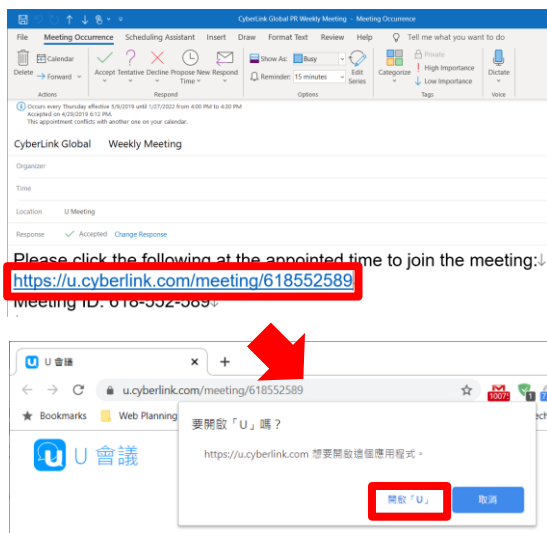 CyberLink Global PR Weekly Meeting - Meeting Occurrence
File Meeting Occurrence Scheduling Assistant Insert Draw Format Text Review Help Tell me what you want to do
Calendar
Delete Forward
Accept Tentative Decline Propose New Time Respond
Show As: Busy
Reminder: 15 minutes
Edit Series
Categorize
Private
High Importance
Low Importance
Dictate
Actions Respond Options Tags Voice
Occurs every Thursday effective 5/9/2019 until 1/27/2022 from 4:00 PM to 4:30 PM
Accepted on 4/29/2019 6:12 PM.
This appointment conflicts with another one on your calendar.
CyberLink Global Weekly Meeting
Organizer
Time
Location U Meeting
Response Accepted Change Response
Please click the following at the appointed time to join the meeting:↓
https://u.cyberlink.com/meeting/618552589
Meeting ID: 618-552-589↓
U 會議
u.cyberlink.com/meeting/618552589
Bookmarks Web Planning
要開啟「U」嗎？
https://u.cyberlink.com 想要開啟這個應用程式。
開啟「U」 取消
U 會議